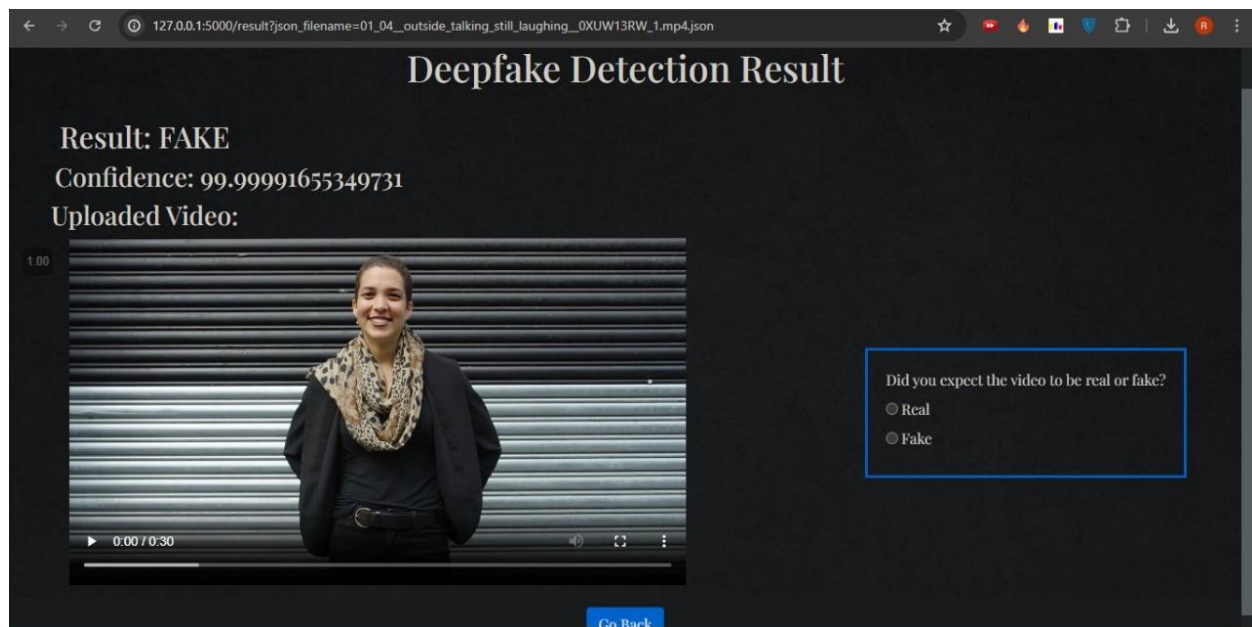 127.0.0.1:5000/result?json_filename=01_04__outside_talking_still_laughing__0XUW13RW_1.mp4.json
R
Deepfake Detection Result
Result: FAKE
Confidence: 99.99991655349731
Uploaded Video:
1.00
Did you expect the video to be real or fake?
Real
Fake
0:00 / 0:30
Go Back